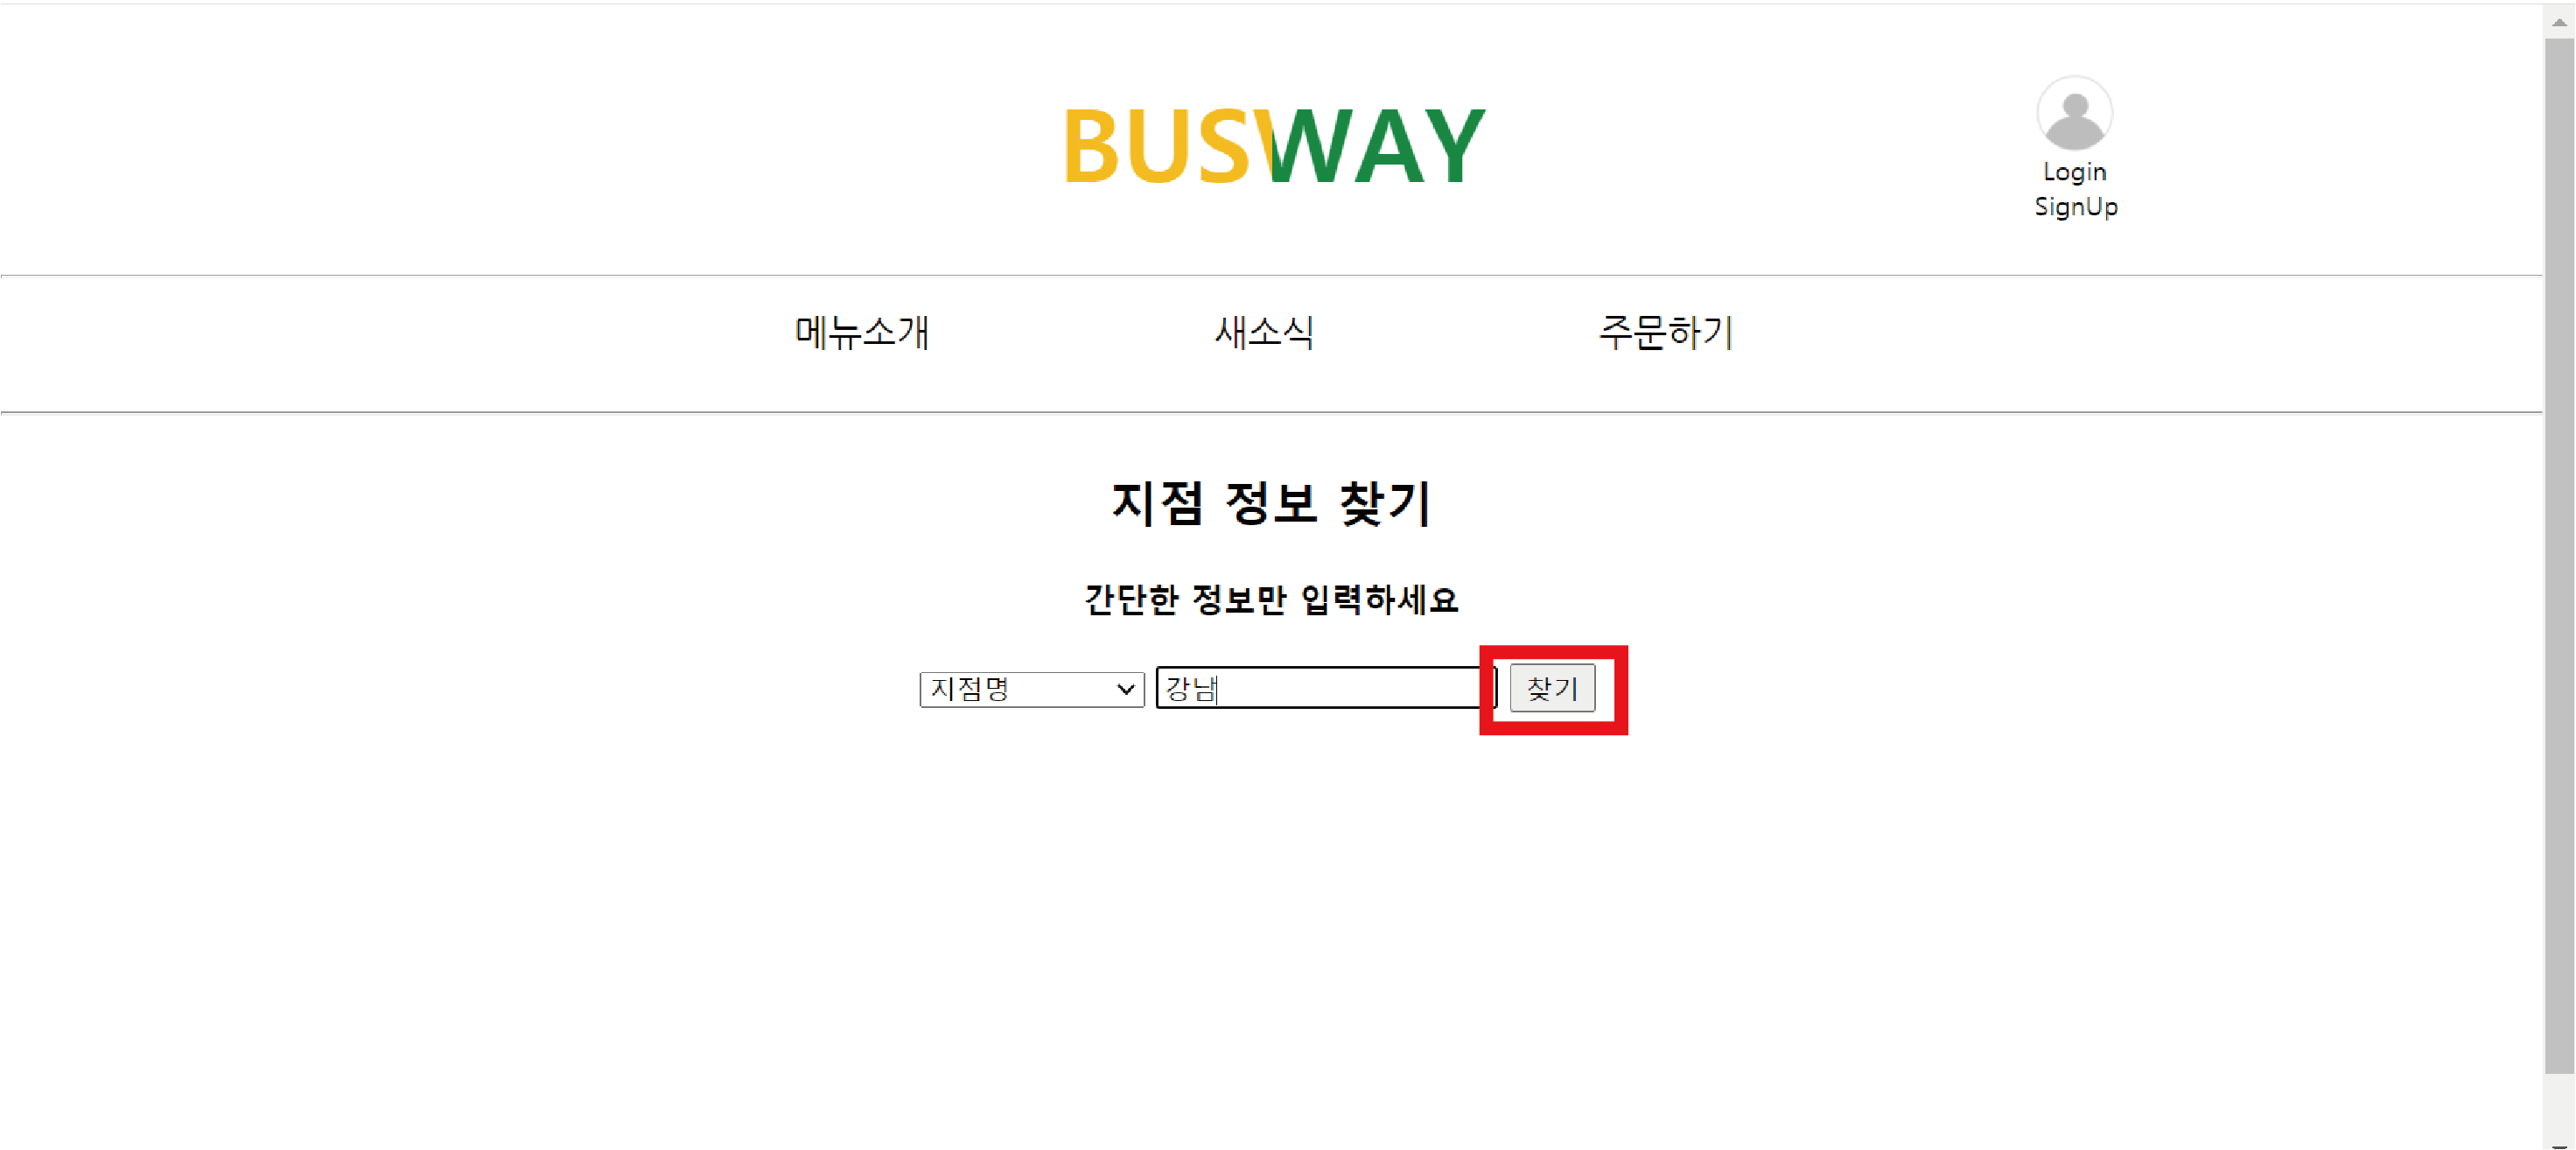 BUSWAY
Login
SignUp
메뉴소개 새소식 주문하기
지점 정보 찾기
간단한 정보만 입력하세요
지점명 강남 찾기